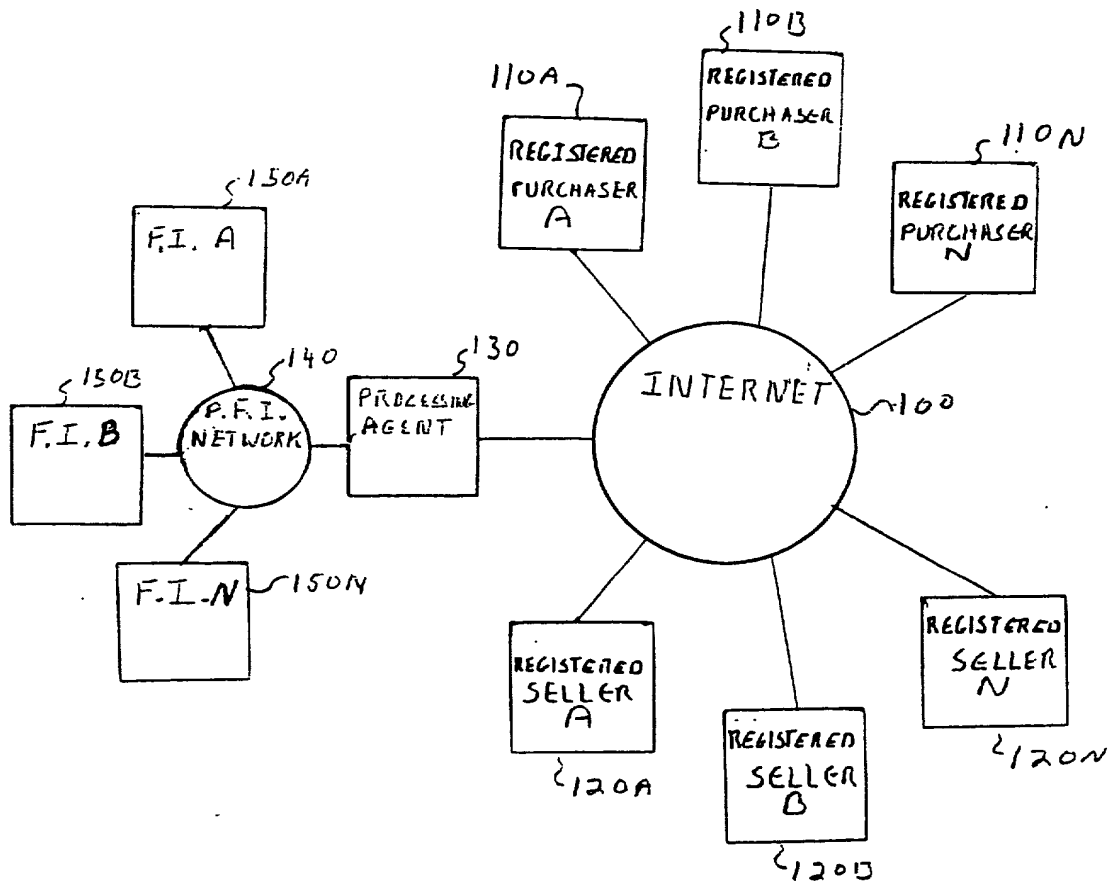 110B
REGISTERED
PURCHASER
B
110A
REGISTERED
PURCHASER
A
110N
REGISTERED
PURCHASER
N
150A
F.I. A
140
P.F.I.
NETWORK
130
PROCESSING
AGENT
150B
F.I. B
150N
F.I. N
INTERNET
100
REGISTERED
SELLER
A
120A
REGISTERED
SELLER
B
120B
REGISTERED
SELLER
N
120N